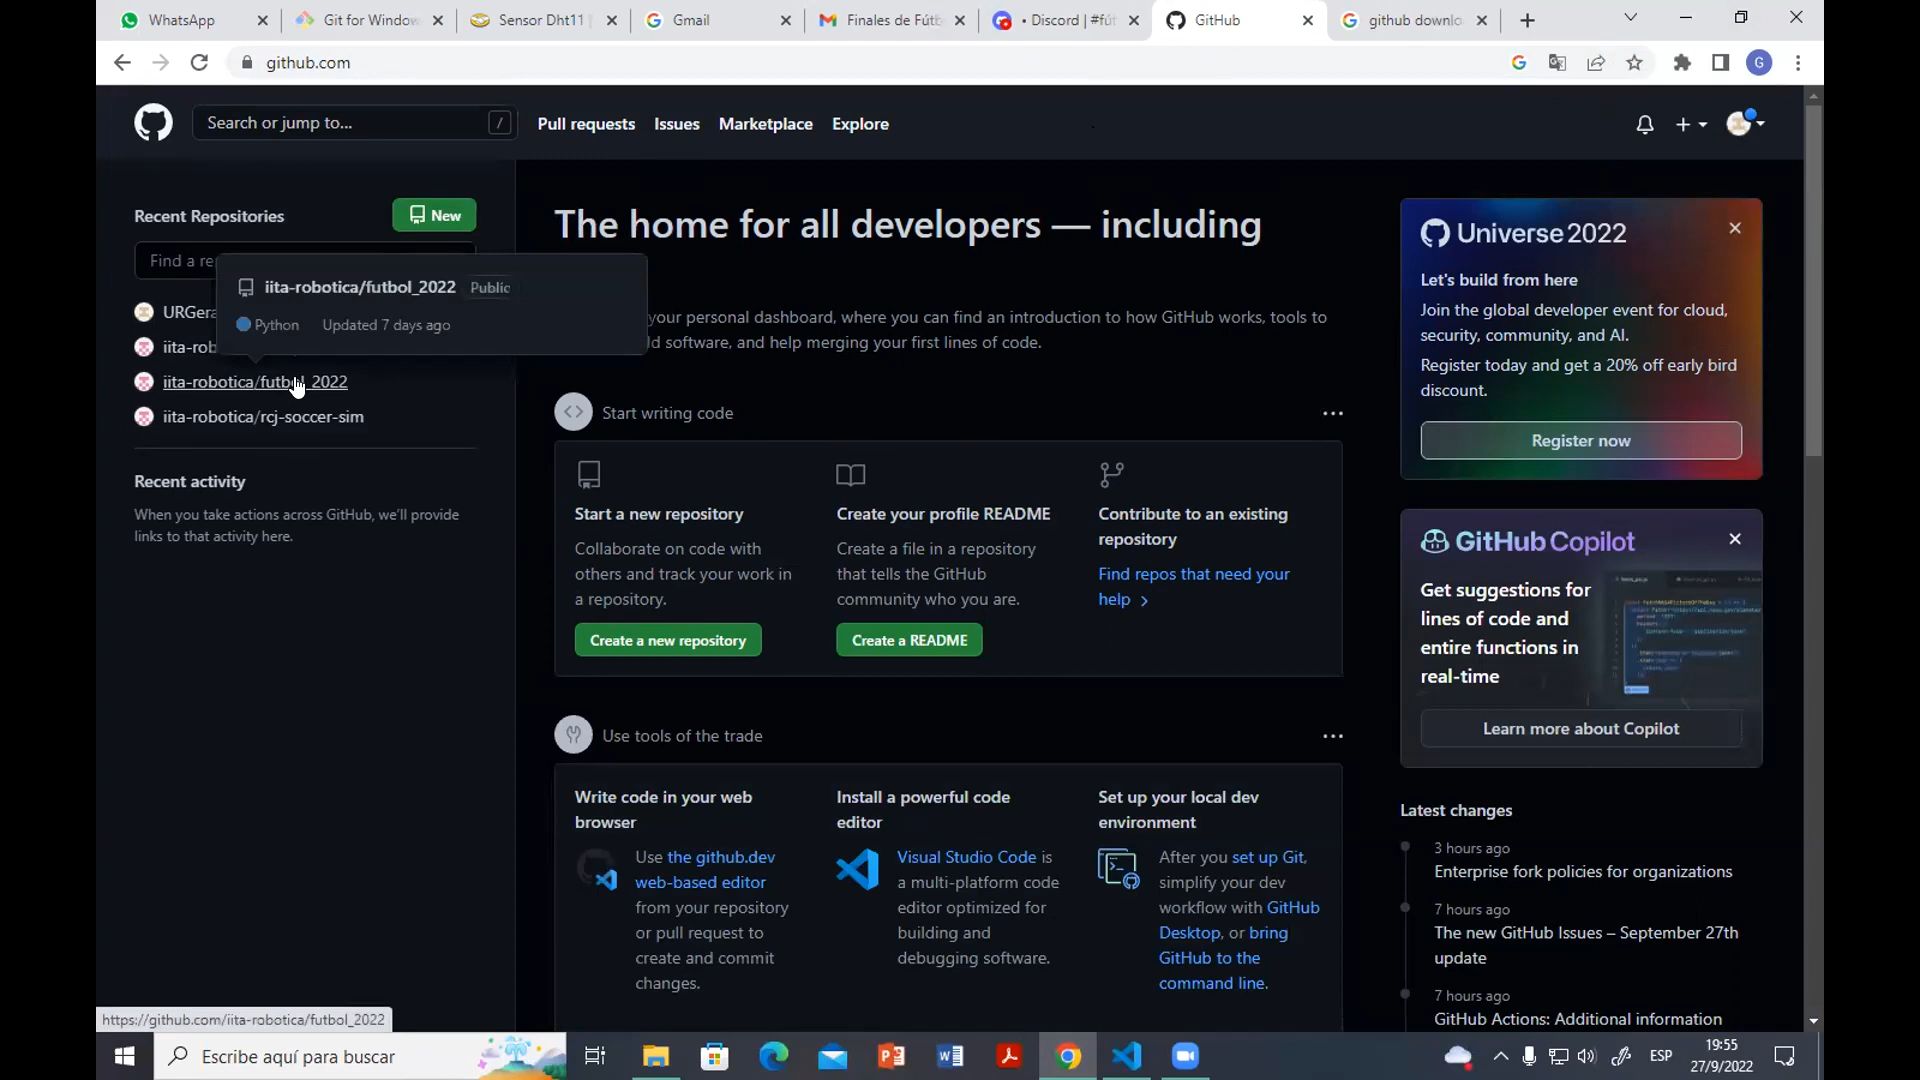 WhatsApp
Git for Window
Sensor Dht11
Gmail
Finales de Fútb
• Discord | #fút
GitHub
github downlo
github.com
G
Search or jump to...
/
Pull requests
Issues
Marketplace
Explore
Recent Repositories
New
Find a re
iita-robotica/futbol_2022 Public
Python Updated 7 days ago
URGera
iita-rob
iita-robotica/futbol_2022
iita-robotica/rcj-soccer-sim
Recent activity
When you take actions across GitHub, we'll provide
links to that activity here.
The home for all developers — including
your personal dashboard, where you can find an introduction to how GitHub works, tools to
ld software, and help merging your first lines of code.
Start writing code
Start a new repository
Collaborate on code with
others and track your work in
a repository.
Create a new repository
Create your profile README
Create a file in a repository
that tells the GitHub
community who you are.
Create a README
Contribute to an existing
repository
Find repos that need your
help
Use tools of the trade
Write code in your web
browser
Use the github.dev
web-based editor
from your repository
or pull request to
create and commit
changes.
Install a powerful code
editor
Visual Studio Code is
a multi-platform code
editor optimized for
building and
debugging software.
Set up your local dev
environment
After you set up Git,
simplify your dev
workflow with GitHub
Desktop, or bring
GitHub to the
command line.
Universe 2022
Let's build from here
Join the global developer event for cloud,
security, community, and AI.
Register today and get a 20% off early bird
discount.
Register now
GitHub Copilot
Get suggestions for
lines of code and
entire functions in
real-time
Learn more about Copilot
Latest changes
3 hours ago
Enterprise fork policies for organizations
7 hours ago
The new GitHub Issues – September 27th
update
7 hours ago
GitHub Actions: Additional information
https://github.com/iita-robotica/futbol_2022
Escribe aquí para buscar
ESP
19:55
27/9/2022